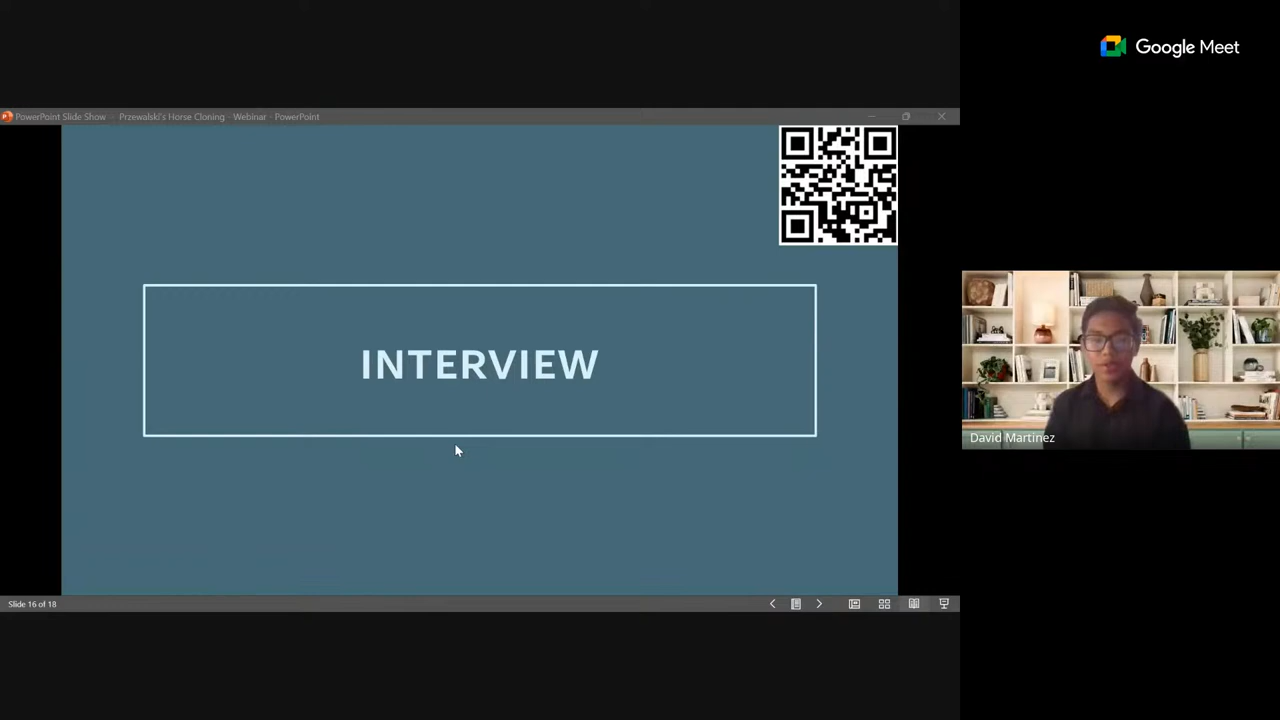 Google Meet
PowerPoint Slide Show - Przewalski's Horse Cloning - Webinar - PowerPoint
INTERVIEW
David Martinez
Slide 16 of 18